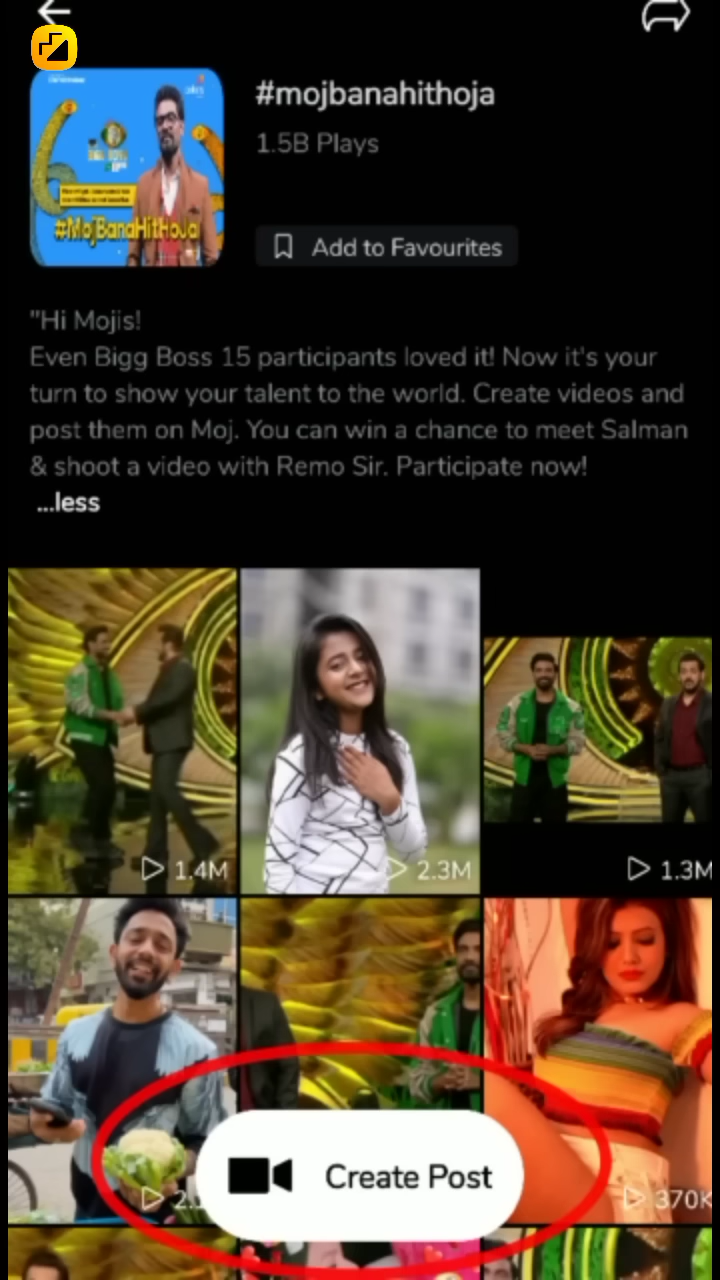 #mojbanahithoja
1.5B Plays
#MojBanaHitHoja
Add to Favourites
"Hi Mojis!
Even Bigg Boss 15 participants loved it! Now it's your
turn to show your talent to the world. Create videos and
post them on Moj. You can win a chance to meet Salman
& shoot a video with Remo Sir. Participate now!
...less
1.4M
2.3M
1.3M
370K
Create Post